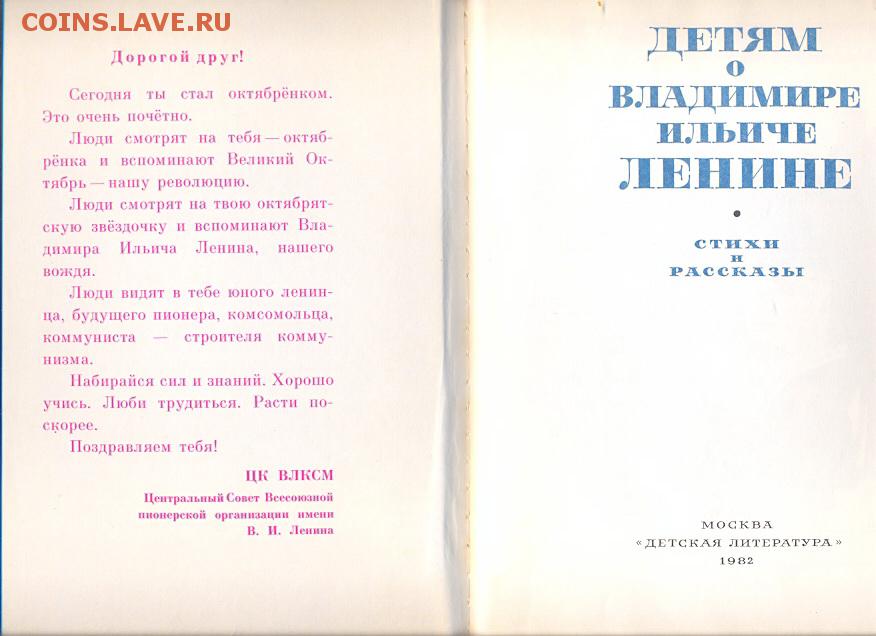 COINS.LAVE.RU
Дорогой друг!
Сегодня ты стал октябрёнком.
Это очень почётно.
Люди смотрят на тебя — октяб-
рёнка и вспоминают Великий Ок-
тябрь — нашу революцию.
Люди смотрят на твою октябрят-
скую звёздочку и вспоминают Вла-
димира Ильича Ленина, нашего
вождя.
Люди видят в тебе юного ленин-
ца, будущего пионера, комсомольца,
коммуниста — строителя комму-
низма.
Набирайся сил и знаний. Хорошо
учись. Люби трудиться. Расти по-
скорее.
Поздравляем тебя!
ЦК ВЛКСМ
Центральный Совет Всесоюзной
пионерской организации имени
В. И. Ленина
ДЕТЯМ
О
ВЛАДИМИРЕ
ИЛЬИЧЕ
ЛЕНИНЕ
•
СТИХИ
И
РАССКАЗЫ
МОСКВА
«ДЕТСКАЯ ЛИТЕРАТУРА»
1982